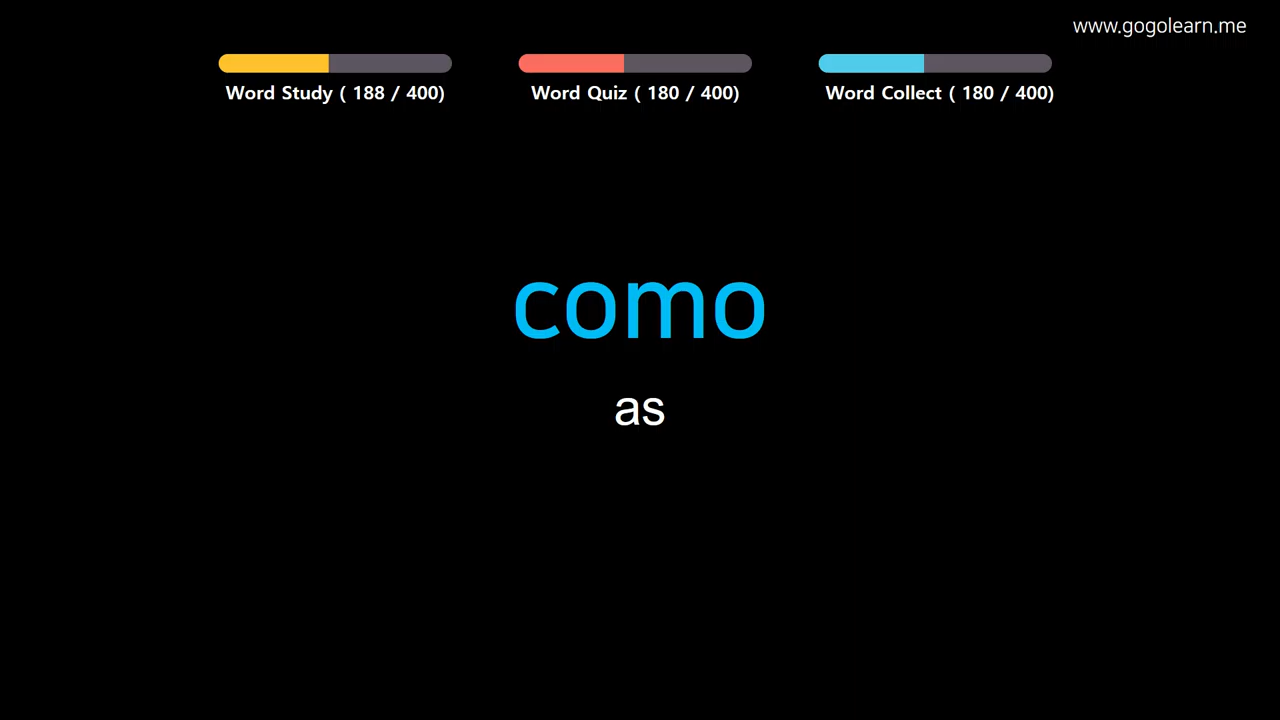 www.gogolearn.me
Word Study ( 188 / 400)
Word Quiz ( 180 / 400)
Word Collect ( 180 / 400)
como
as